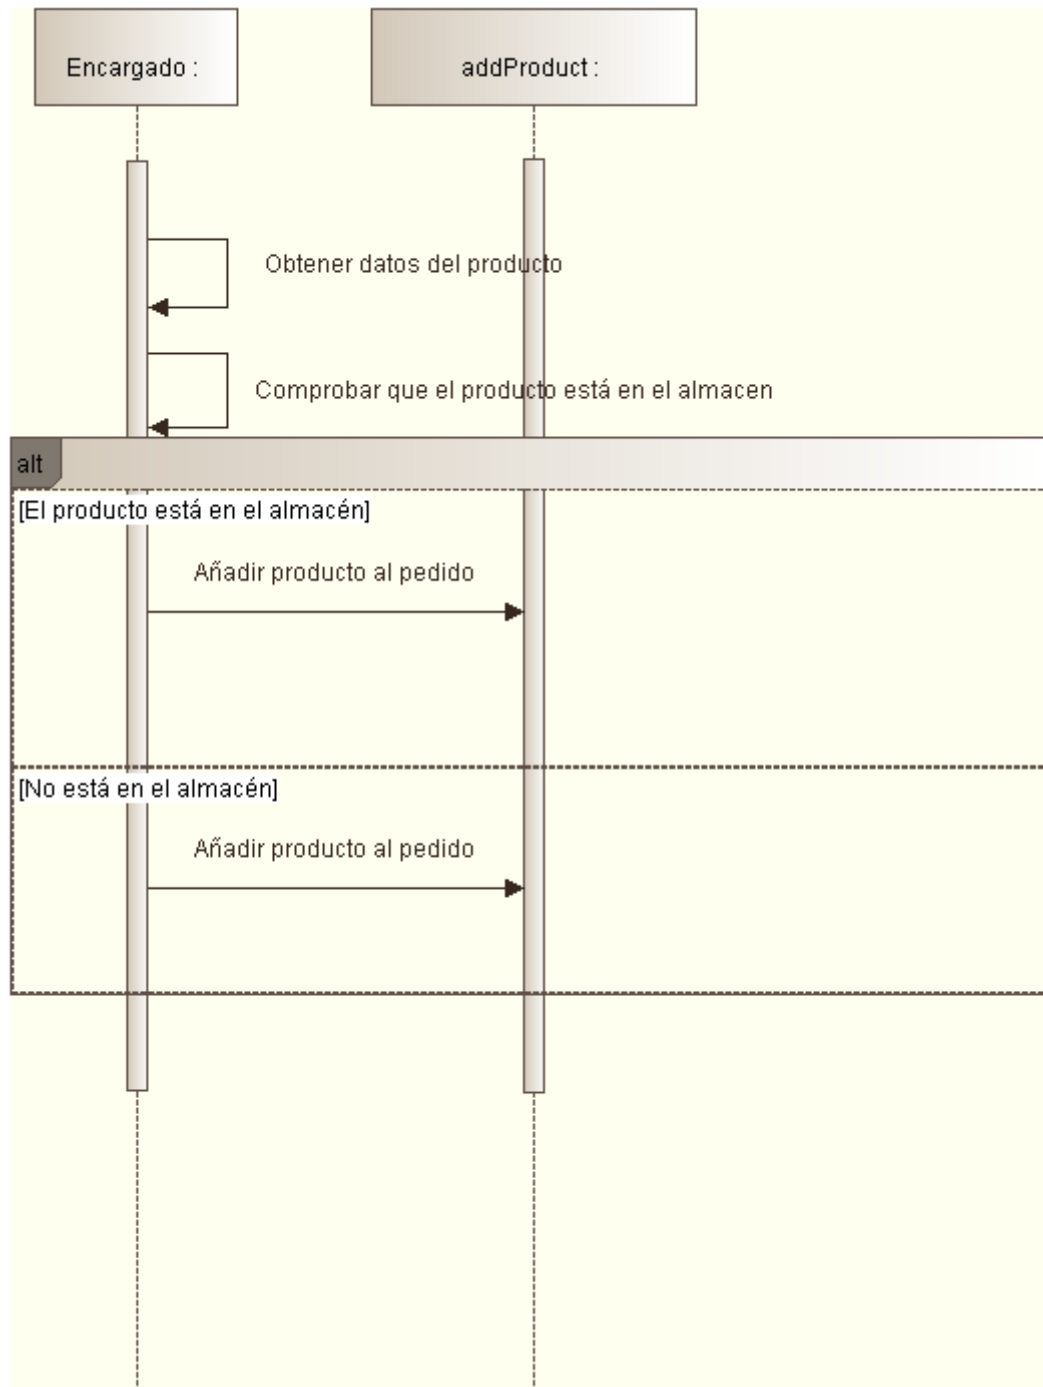 Encargado :
addProduct :
Obtener datos del producto
Comprobar que el producto está en el almacen
alt
[El producto está en el almacén]
Añadir producto al pedido
[No está en el almacén]
Añadir producto al pedido